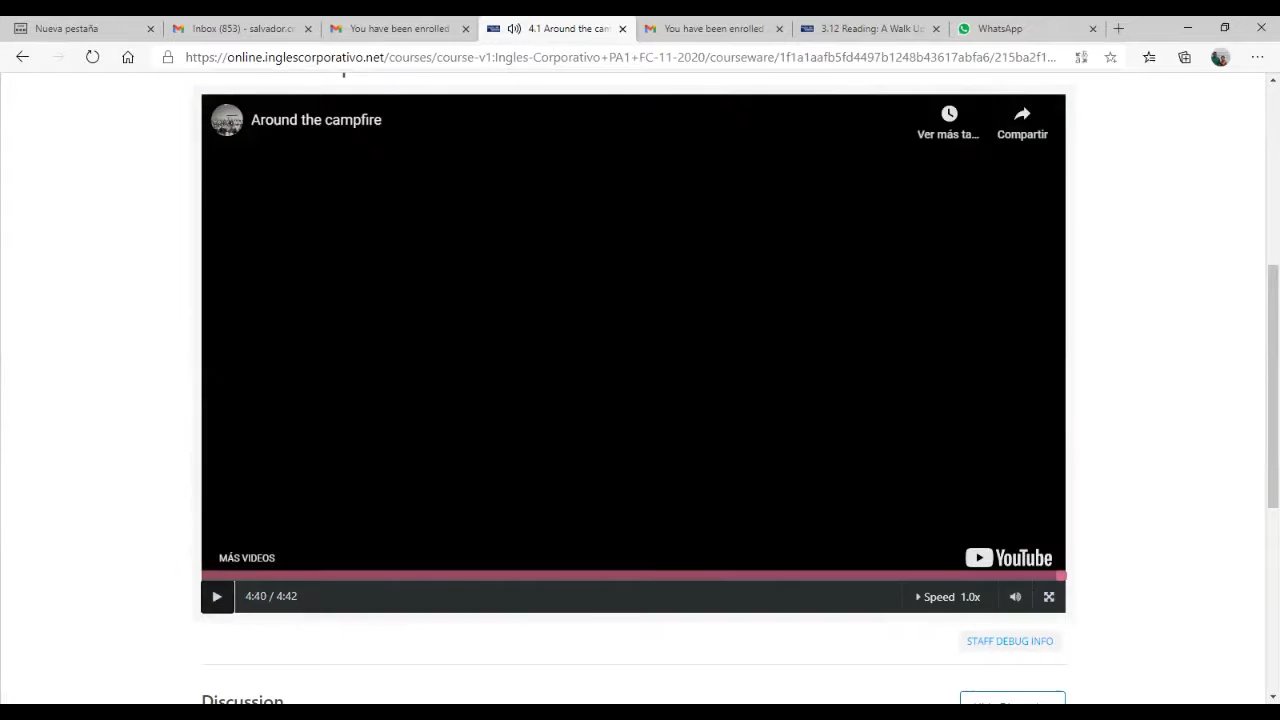 Nueva pestaña
Inbox (853) - salvador.c
You have been enrolled
4.1 Around the cam
You have been enrolled
3.12 Reading: A Walk U
WhatsApp
https://online.inglescorporativo.net/courses/course-v1:Ingles-Corporativo+PA1+FC-11-2020/courseware/1f1a1aafb5fd4497b1248b43617abfa6/215ba2f1...
Around the campfire
Ver más ta...
Compartir
MÁS VIDEOS
YouTube
4:40 / 4:42
Speed 1.0x
STAFF DEBUG INFO
Discussion